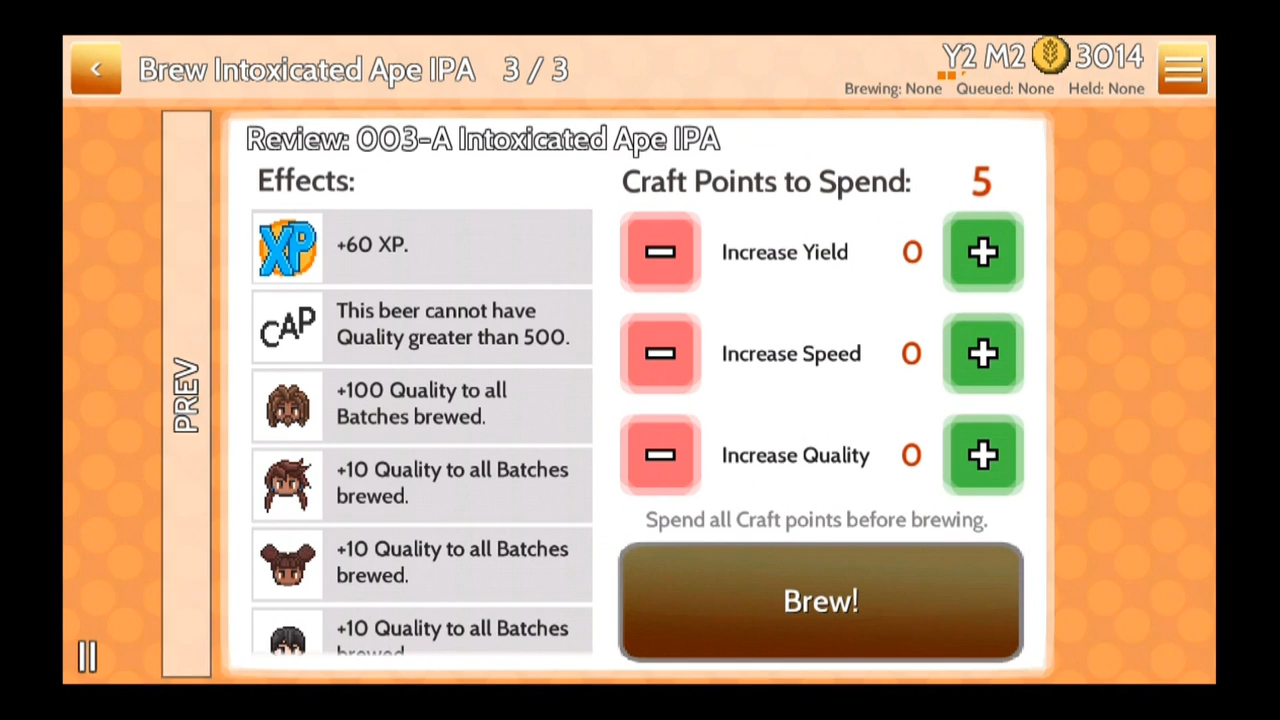 Brew Intoxicated Ape IPA 3 / 3
Y2 M2 3014
Brewing: None Queued: None Held: None
PREV
Review: 003-A Intoxicated Ape IPA
Effects:
XP
+60 XP.
CAP
This beer cannot have
Quality greater than 500.
+100 Quality to all
Batches brewed.
+10 Quality to all Batches
brewed.
+10 Quality to all Batches
brewed.
+10 Quality to all Batches
brewed.
Craft Points to Spend: 5
Increase Yield 0
Increase Speed 0
Increase Quality 0
Spend all Craft points before brewing.
Brew!